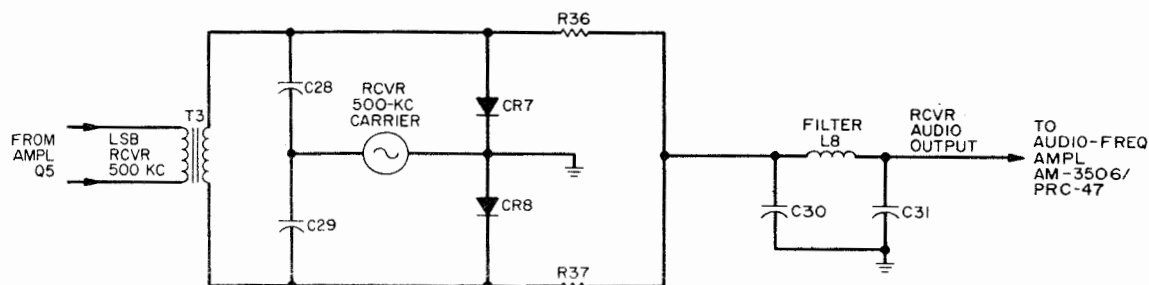 R36
C28
RCVR
500-KC
CARRIER
CR7
T3
FROM
AMPL
Q5
LSB
RCVR
500 KC
FILTER
L8
RCVR
AUDIO
OUTPUT
TO
AUDIO-FREQ
AMPL
AM-3506/
PRC-47
C29
CR8
C30
C31
R37